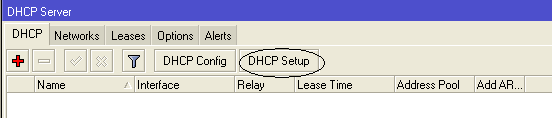 DHCP Server
DHCP Networks Leases Options Alerts
DHCP Config DHCP Setup
Name Interface Relay Lease Time Address Pool Add AR...